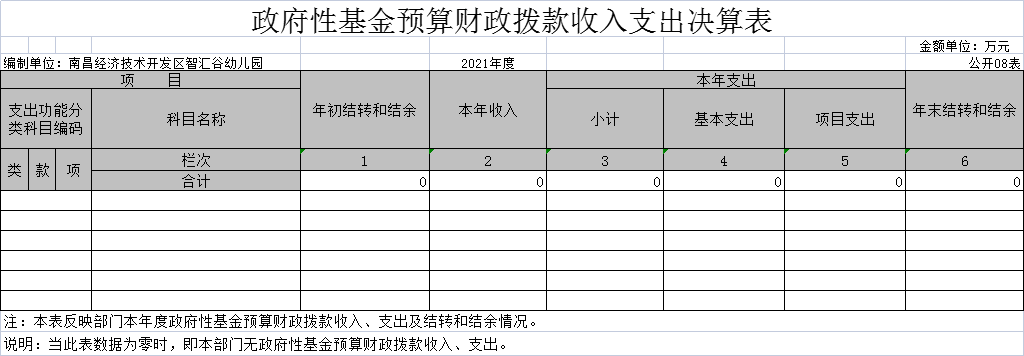 政府性基金预算财政拨款收入支出决算表
金额单位：万元
编制单位：南昌经济技术开发区智汇谷幼儿园 2021年度 公开08表
项 目 年初结转和结余 本年收入 本年支出 年末结转和结余
支出功能分类科目编码 科目名称 小计 基本支出 项目支出
类 款 项 栏次 1 2 3 4 5 6
合计 0 0 0 0 0 0
注：本表反映部门本年度政府性基金预算财政拨款收入、支出及结转和结余情况。
说明：当此表数据为零时，即本部门无政府性基金预算财政拨款收入、支出。